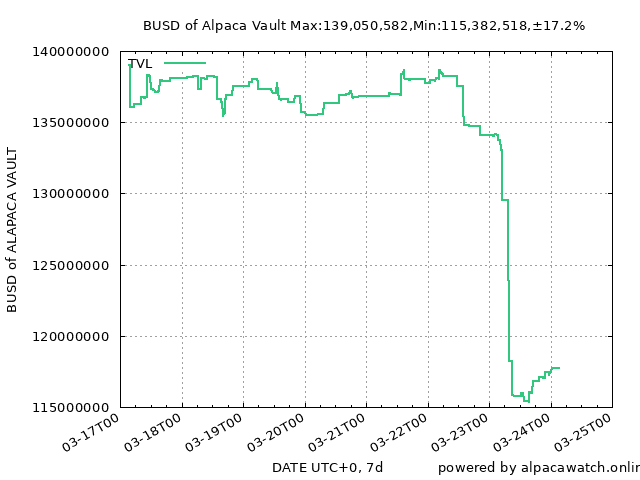 BUSD of Alpaca Vault Max:139,050,582,Min:115,382,518,±17.2%
TVL
140000000
135000000
130000000
125000000
120000000
115000000
BUSD of ALAPACA VAULT
03-17T00
03-18T00
03-19T00
03-20T00
03-21T00
03-22T00
03-23T00
03-24T00
03-25T00
DATE UTC+0, 7d
powered by alpacawatch.onlin